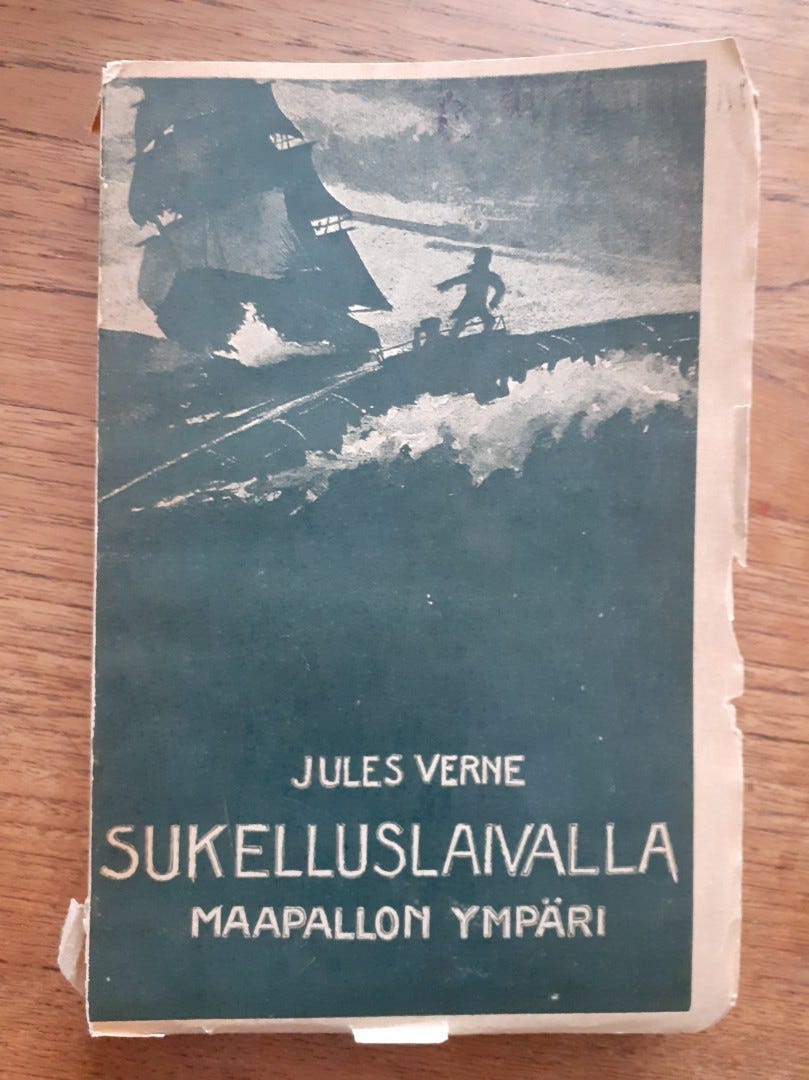 JULES VERNE
SUKELLUSLAIVALLA
MAAPALLON YMPÄRI